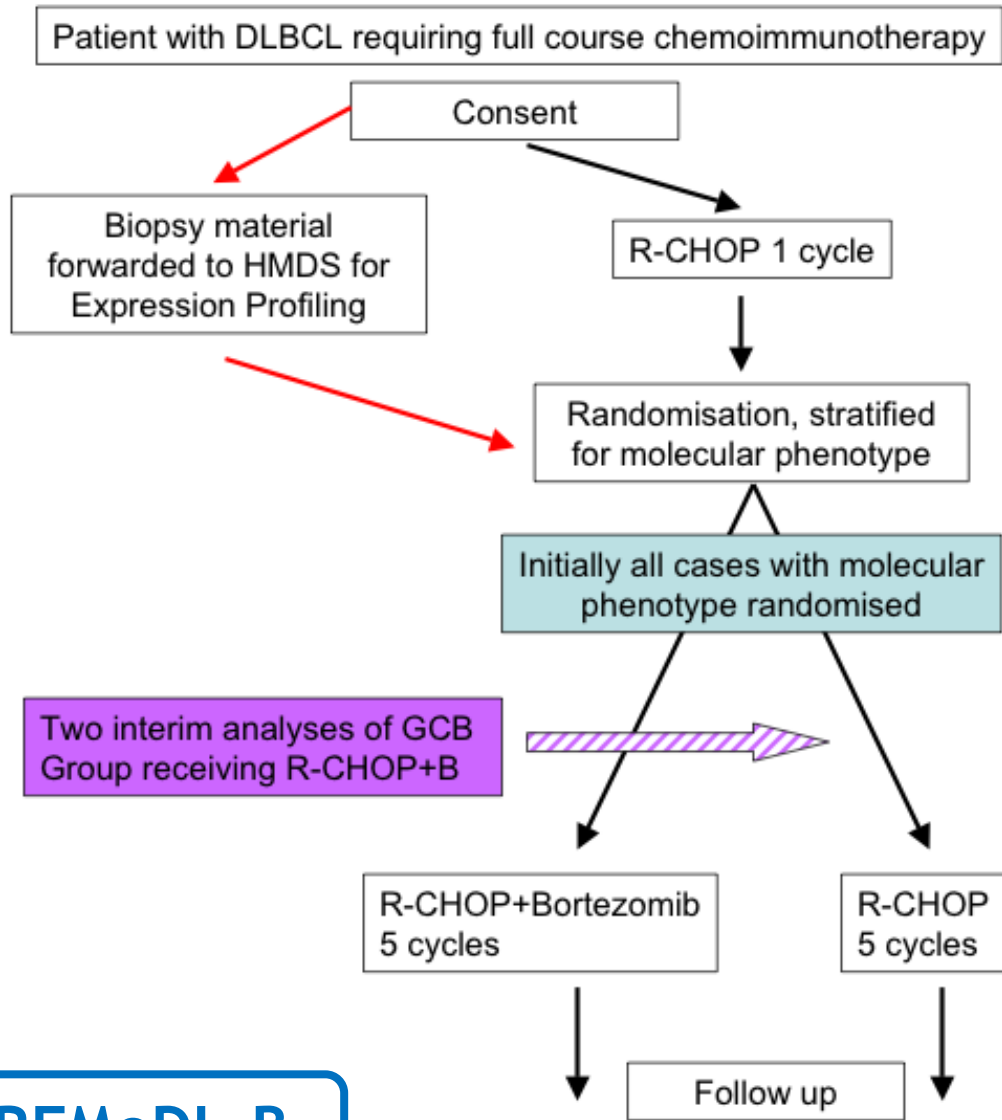 Patient with DLBCL requiring full course chemoimmunotherapy
Consent
Biopsy material
forwarded to HMDS for
Expression Profiling
R-CHOP 1 cycle
Randomisation, stratified
for molecular phenotype
Initially all cases with molecular
phenotype randomised
Two interim analyses of GCB
Group receiving R-CHOP+B
R-CHOP+Bortezomib
5 cycles
R-CHOP
5 cycles
Follow up